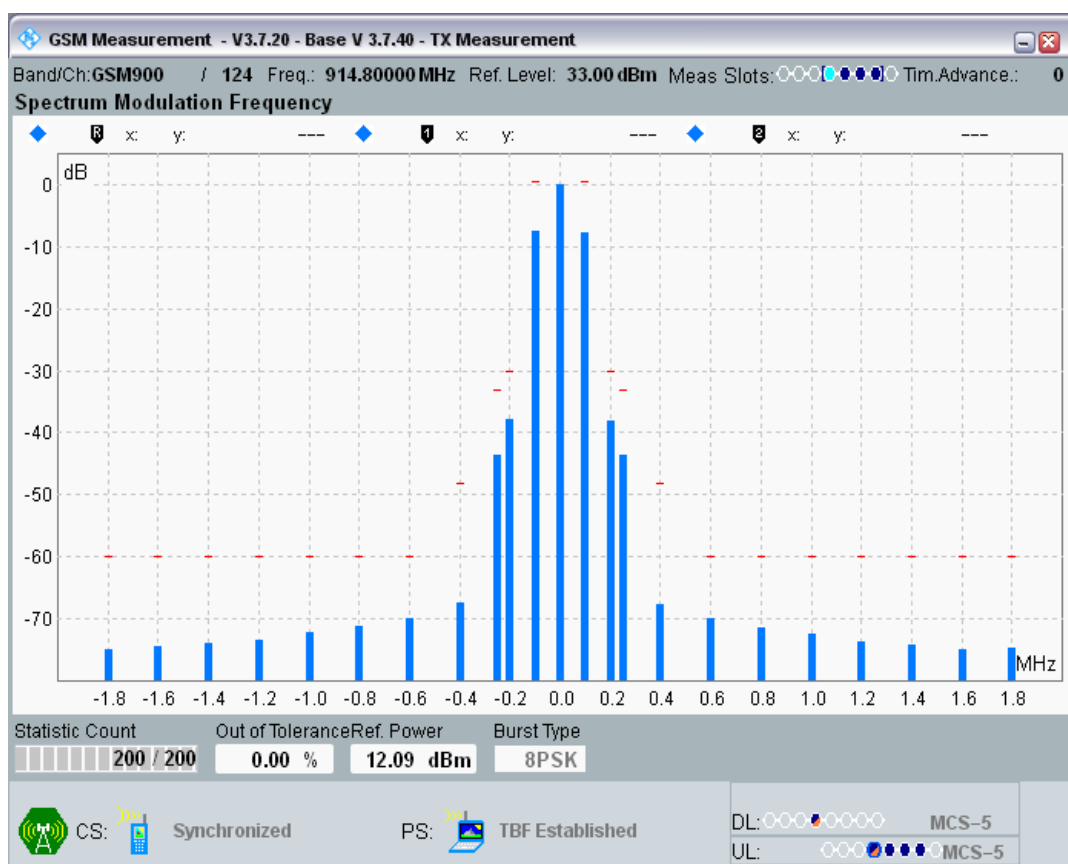 GSM Measurement - V3.7.20 - Base V 3.7.40 - TX Measurement
Band/Ch:GSM900 / 124 Freq.: 914.80000 MHz Ref. Level: 33.00 dBm Meas Slots: Tim.Advance.: 0
Spectrum Modulation Frequency
R x: y: --- 1 x: y: --- 2 x: y: ---
dB
0
-10
-20
-30
-40
-50
-60
-70
MHz
-1.8 -1.6 -1.4 -1.2 -1.0 -0.8 -0.6 -0.4 -0.2 0.0 0.2 0.4 0.6 0.8 1.0 1.2 1.4 1.6 1.8
Statistic Count Out of Tolerance Ref. Power Burst Type
200 / 200 0.00 % 12.09 dBm 8PSK
CS: Synchronized PS: TBF Established
DL: MCS-5
UL: MCS-5